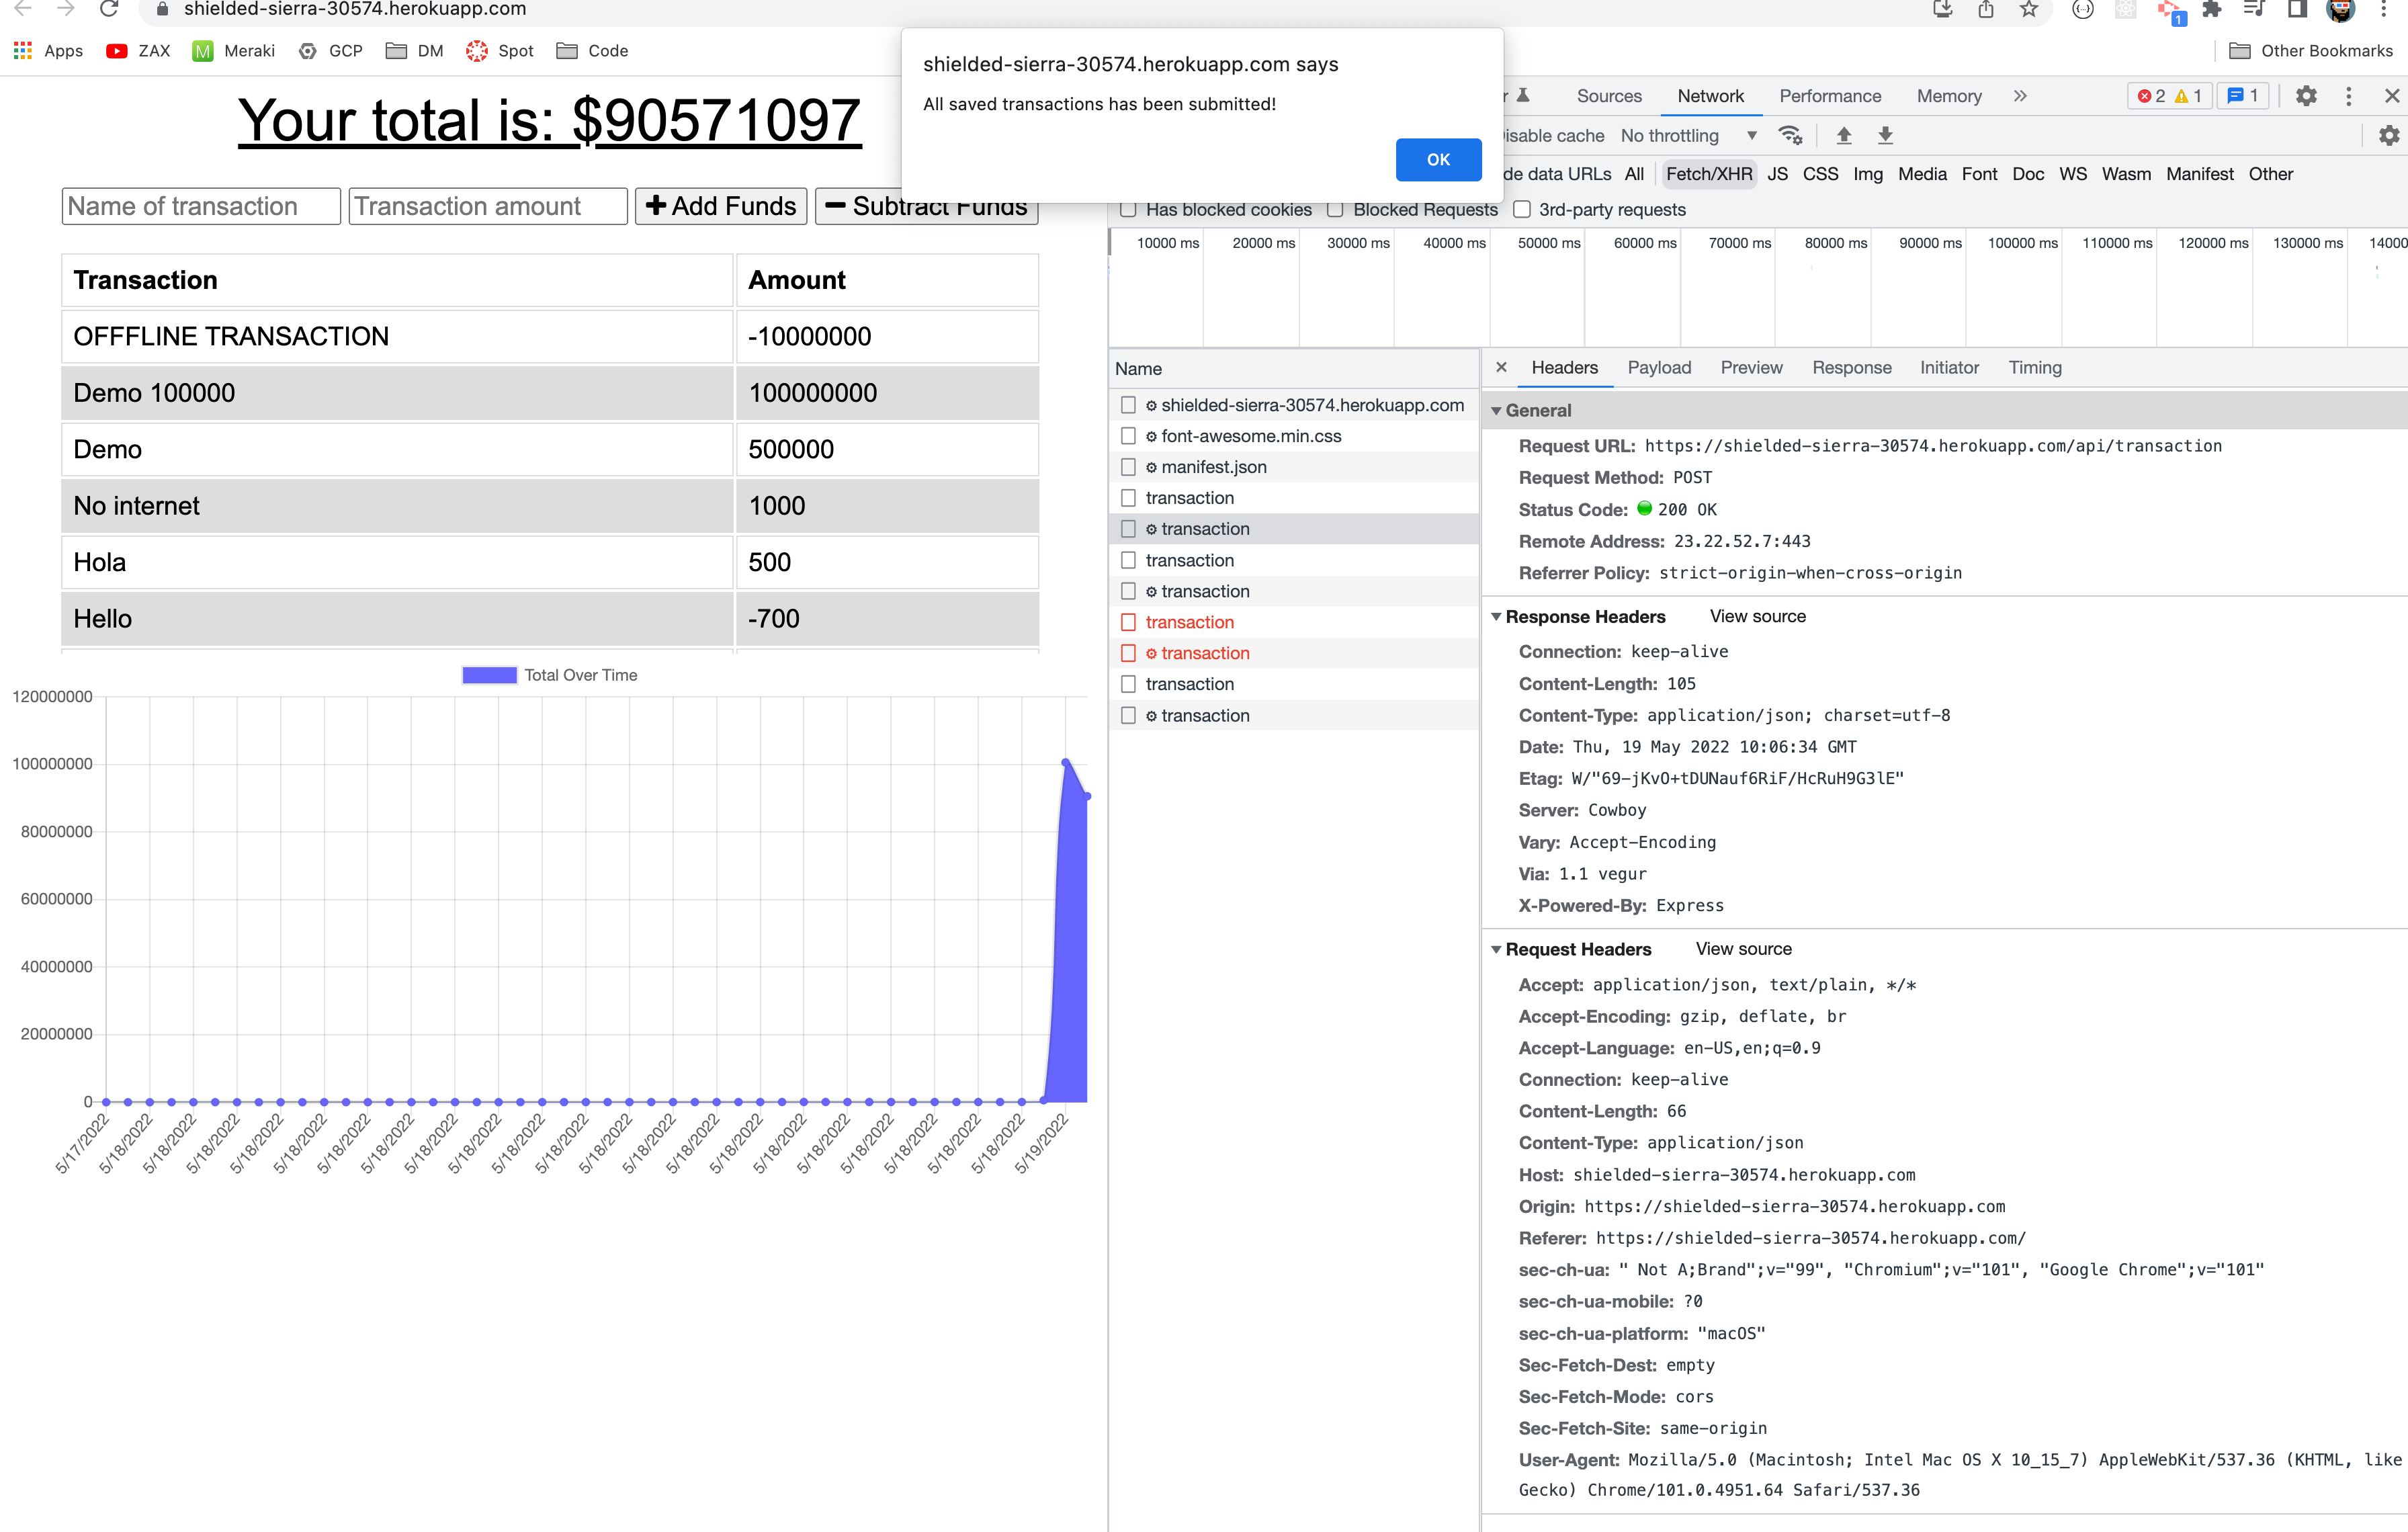 shielded-sierra-30574.herokuapp.com
1
Apps ZAX M Meraki GCP DM Spot Code Other Bookmarks
shielded-sierra-30574.herokuapp.com says
All saved transactions has been submitted!
OK
Your total is: $90571097
Name of transaction Transaction amount Add Funds Subtract Funds
Transaction Amount
OFFFLINE TRANSACTION -10000000
Demo 100000 100000000
Demo 500000
No internet 1000
Hola 500
Hello -700
Total Over Time
120000000
100000000
80000000
60000000
40000000
20000000
0
5/17/2022 5/18/2022 5/18/2022 5/18/2022 5/18/2022 5/18/2022 5/18/2022 5/18/2022 5/18/2022 5/18/2022 5/18/2022 5/18/2022 5/18/2022 5/18/2022 5/18/2022 5/18/2022 5/18/2022 5/18/2022 5/18/2022 5/18/2022 5/18/2022 5/18/2022 5/19/2022
r Sources Network Performance Memory 2 1 1
isable cache No throttling
de data URLs All Fetch/XHR JS CSS Img Media Font Doc WS Wasm Manifest Other
Has blocked cookies Blocked Requests 3rd-party requests
10000 ms 20000 ms 30000 ms 40000 ms 50000 ms 60000 ms 70000 ms 80000 ms 90000 ms 100000 ms 110000 ms 120000 ms 130000 ms 14000
Name
shielded-sierra-30574.herokuapp.com
font-awesome.min.css
manifest.json
transaction
transaction
transaction
transaction
transaction
transaction
transaction
transaction
Headers Payload Preview Response Initiator Timing
General
Request URL: https://shielded-sierra-30574.herokuapp.com/api/transaction
Request Method: POST
Status Code: 200 OK
Remote Address: 23.22.52.7:443
Referrer Policy: strict-origin-when-cross-origin
Response Headers View source
Connection: keep-alive
Content-Length: 105
Content-Type: application/json; charset=utf-8
Date: Thu, 19 May 2022 10:06:34 GMT
Etag: W/"69-jKvO+tDUNauf6RiF/HcRuH9G3lE"
Server: Cowboy
Vary: Accept-Encoding
Via: 1.1 vegur
X-Powered-By: Express
Request Headers View source
Accept: application/json, text/plain, */*
Accept-Encoding: gzip, deflate, br
Accept-Language: en-US,en;q=0.9
Connection: keep-alive
Content-Length: 66
Content-Type: application/json
Host: shielded-sierra-30574.herokuapp.com
Origin: https://shielded-sierra-30574.herokuapp.com
Referer: https://shielded-sierra-30574.herokuapp.com/
sec-ch-ua: " Not A;Brand";v="99", "Chromium";v="101", "Google Chrome";v="101"
sec-ch-ua-mobile: ?0
sec-ch-ua-platform: "macOS"
Sec-Fetch-Dest: empty
Sec-Fetch-Mode: cors
Sec-Fetch-Site: same-origin
User-Agent: Mozilla/5.0 (Macintosh; Intel Mac OS X 10_15_7) AppleWebKit/537.36 (KHTML, like
Gecko) Chrome/101.0.4951.64 Safari/537.36